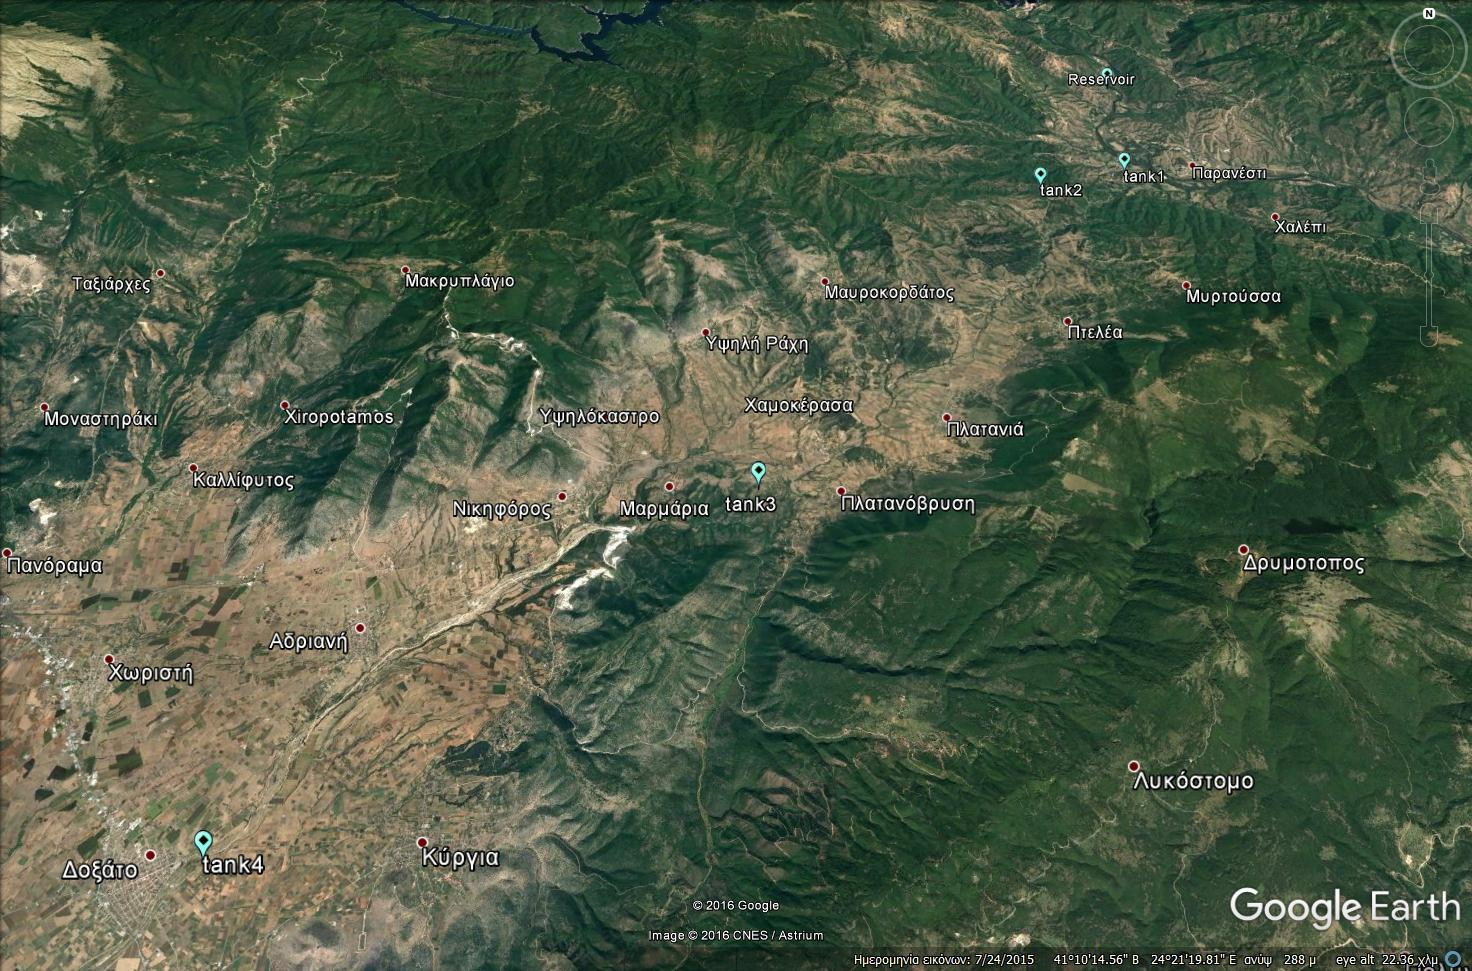 N
Reservoir
tank1
Παρανέστι
tank2
Χαλέπι
Ταξιάρχες
Μακρυπλάγιο
Μαυροκορδάτος
Μυρτούσσα
Πτελέα
Υψηλή Ράχη
Μοναστηράκι
Xiropotamos
Υψηλόκαστρο
Χαμοκέρασα
Πλατανιά
Καλλίφυτος
Νικηφόρος
Μαρμάρια
tank3
Πλατανόβρυση
Πανόραμα
Δρυμοτοπος
Αδριανή
Χωριστή
Λυκόστομο
Δοξάτο
tank4
Κύργια
© 2016 Google
Google Earth
Image © 2016 CNES / Astrium
Ημερομηνία εικόνων: 7/24/2015 41°10'14.56" Β 24°21'19.81" Ε ανύψ 288 μ eye alt 22.36 χλμ